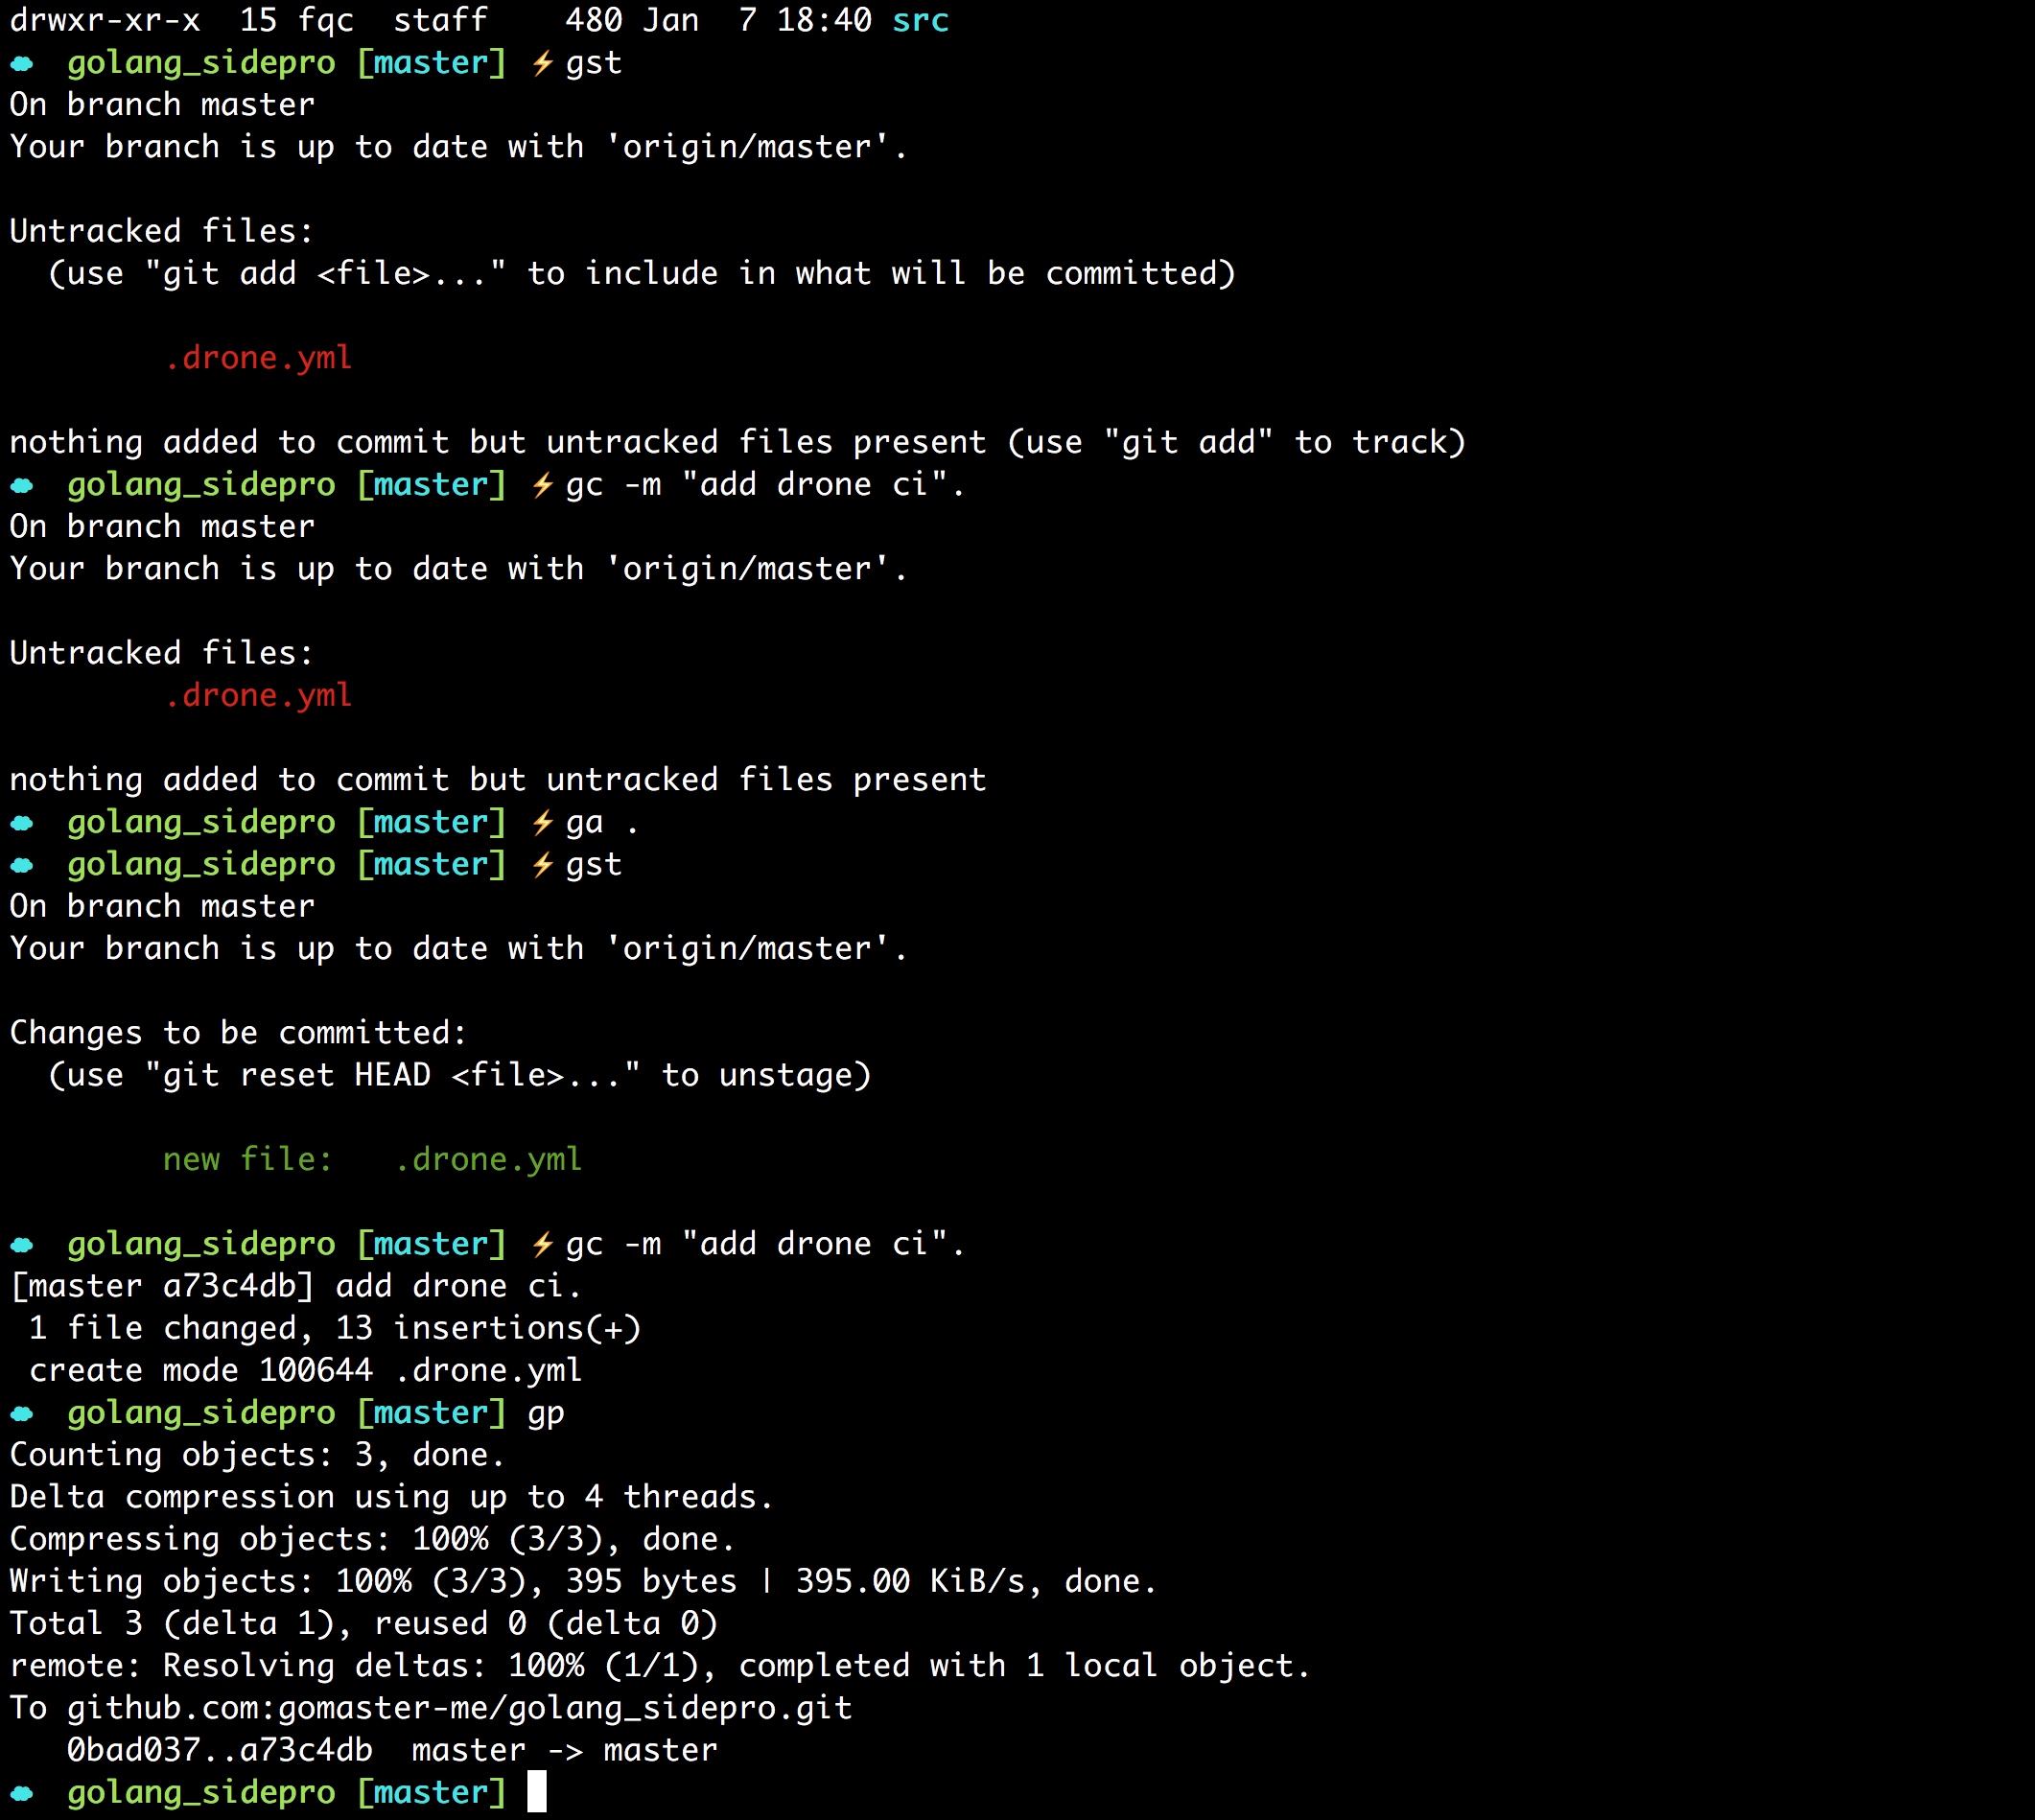 drwxr-xr-x  15 fqc  staff    480 Jan  7 18:40 src
golang_sidepro [master] ⚡gst
On branch master
Your branch is up to date with 'origin/master'.
Untracked files:
  (use "git add <file>..." to include in what will be committed)
        .drone.yml
nothing added to commit but untracked files present (use "git add" to track)
golang_sidepro [master] ⚡gc -m "add drone ci".
On branch master
Your branch is up to date with 'origin/master'.
Untracked files:
        .drone.yml
nothing added to commit but untracked files present
golang_sidepro [master] ⚡ga .
golang_sidepro [master] ⚡gst
On branch master
Your branch is up to date with 'origin/master'.
Changes to be committed:
  (use "git reset HEAD <file>..." to unstage)
        new file:   .drone.yml
golang_sidepro [master] ⚡gc -m "add drone ci".
[master a73c4db] add drone ci.
 1 file changed, 13 insertions(+)
 create mode 100644 .drone.yml
golang_sidepro [master] gp
Counting objects: 3, done.
Delta compression using up to 4 threads.
Compressing objects: 100% (3/3), done.
Writing objects: 100% (3/3), 395 bytes | 395.00 KiB/s, done.
Total 3 (delta 1), reused 0 (delta 0)
remote: Resolving deltas: 100% (1/1), completed with 1 local object.
To github.com:gomaster-me/golang_sidepro.git
   0bad037..a73c4db  master -> master
golang_sidepro [master]